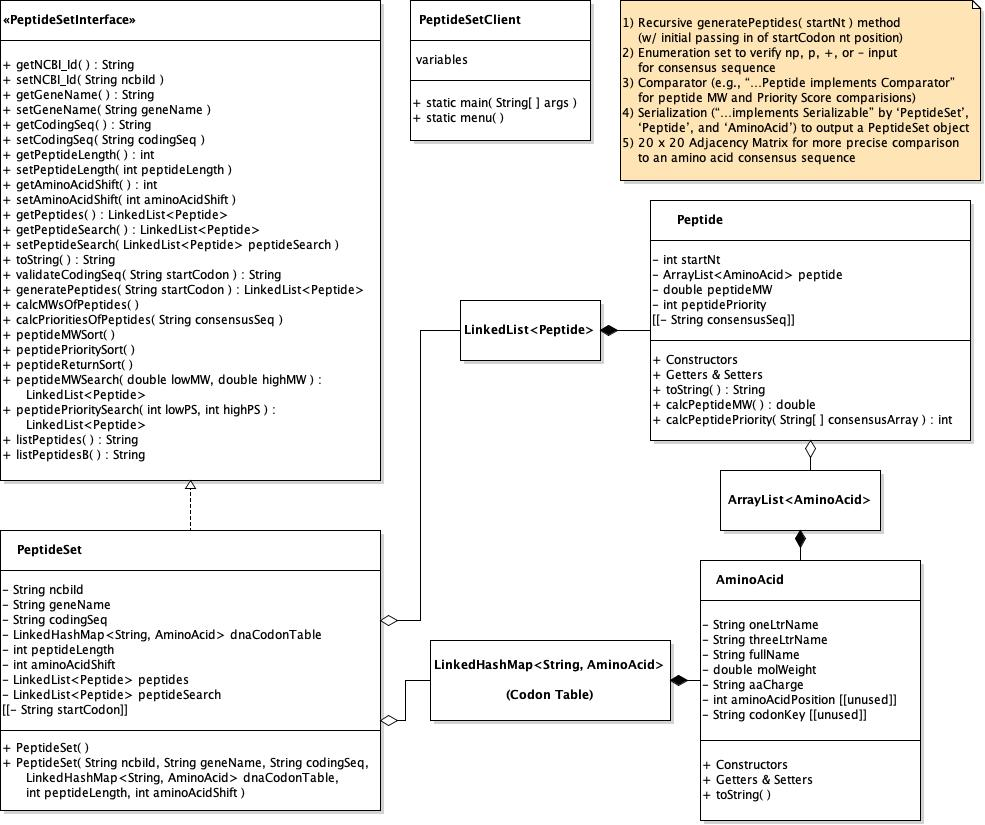 «PeptideSetInterface»
+ getNCBI_Id( ) : String
+ setNCBI_Id( String ncbiId )
+ getGeneName( ) : String
+ setGeneName( String geneName )
+ getCodingSeq( ) : String
+ setCodingSeq( String codingSeq )
+ getPeptideLength( ) : int
+ setPeptideLength( int peptideLength )
+ getAminoAcidShift( ) : int
+ setAminoAcidShift( int aminoAcidShift )
+ getPeptides( ) : LinkedList<Peptide>
+ getPeptideSearch( ) : LinkedList<Peptide>
+ setPeptideSearch( LinkedList<Peptide> peptideSearch )
+ toString( ) : String
+ validateCodingSeq( String startCodon ) : String
+ generatePeptides( String startCodon ) : LinkedList<Peptide>
+ calcMWsOfPeptides( )
+ calcPrioritiesOfPeptides( String consensusSeq )
+ peptideMWSort( )
+ peptidePrioritySort( )
+ peptideReturnSort( )
+ peptideMWSearch( double lowMW, double highMW ) :
LinkedList<Peptide>
+ peptidePrioritySearch( int lowPS, int highPS ) :
LinkedList<Peptide>
+ listPeptides( ) : String
+ listPeptidesB( ) : String
PeptideSetClient
variables
+ static main( String[ ] args )
+ static menu( )
1) Recursive generatePeptides( startNt ) method
(w/ initial passing in of startCodon nt position)
2) Enumeration set to verify np, p, +, or – input
for consensus sequence
3) Comparator (e.g., “...Peptide implements Comparator”
for peptide MW and Priority Score comparisions)
4) Serialization (“...implements Serializable” by ‘PeptideSet’,
‘Peptide’, and ‘AminoAcid’) to output a PeptideSet object
5) 20 x 20 Adjacency Matrix for more precise comparison
to an amino acid consensus sequence
Peptide
– int startNt
– ArrayList<AminoAcid> peptide
– double peptideMW
– int peptidePriority
[[– String consensusSeq]]
+ Constructors
+ Getters & Setters
+ toString( ) : String
+ calcPeptideMW( ) : double
+ calcPeptidePriority( String[ ] consensusArray ) : int
LinkedList<Peptide>
ArrayList<AminoAcid>
PeptideSet
– String ncbiId
– String geneName
– String codingSeq
– LinkedHashMap<String, AminoAcid> dnaCodonTable
– int peptideLength
– int aminoAcidShift
– LinkedList<Peptide> peptides
– LinkedList<Peptide> peptideSearch
[[– String startCodon]]
+ PeptideSet( )
+ PeptideSet( String ncbiId, String geneName, String codingSeq,
LinkedHashMap<String, AminoAcid> dnaCodonTable,
int peptideLength, int aminoAcidShift )
LinkedHashMap<String, AminoAcid>
(Codon Table)
AminoAcid
– String oneLtrName
– String threeLtrName
– String fullName
– double molWeight
– String aaCharge
– int aminoAcidPosition [[unused]]
– String codonKey [[unused]]
+ Constructors
+ Getters & Setters
+ toString( )